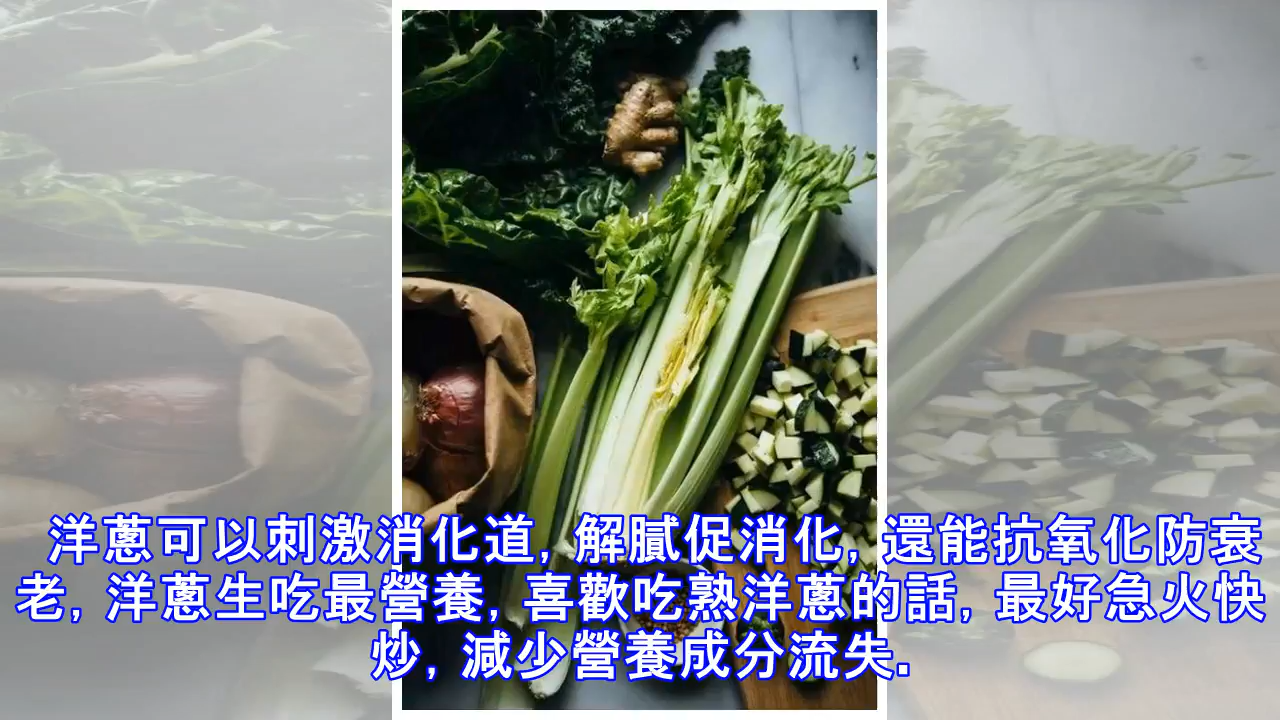 洋蔥可以刺激消化道, 解膩促消化, 還能抗氧化防衰
老, 洋蔥生吃最營養, 喜歡吃熟洋蔥的話, 最好急火快
炒, 減少營養成分流失.